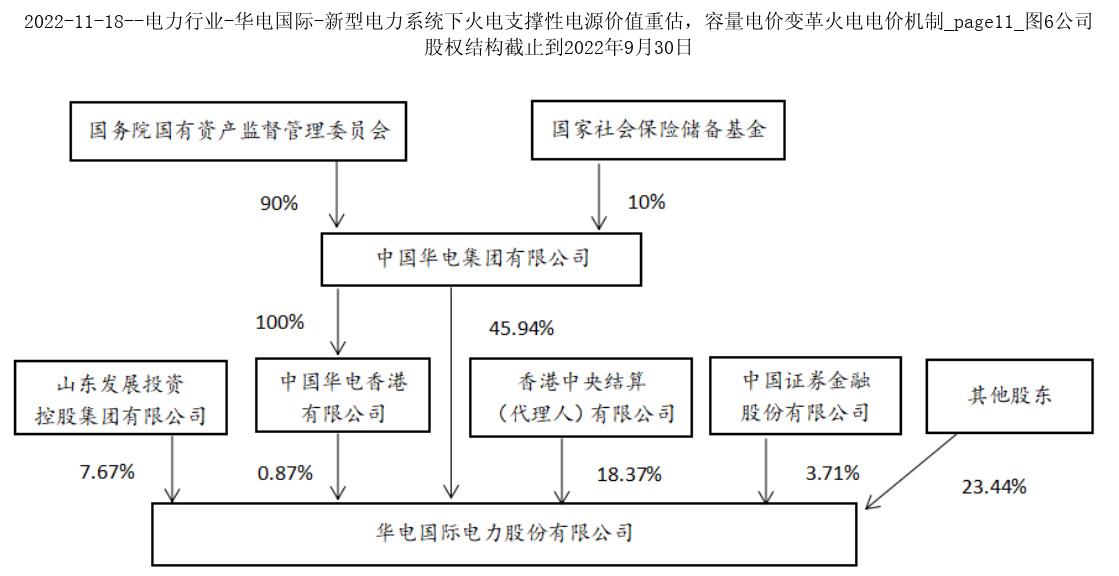 2022-11-18--电力行业-华电国际-新型电力系统下火电支撑性电源价值重估，容量电价变革火电电价机制_page11_图6公司
股权结构截止到2022年9月30日
国务院国有资产监督管理委员会
国家社会保险储备基金
90%
10%
中国华电集团有限公司
100%
45.94%
山东发展投资
控股集团有限公司
中国华电香港
有限公司
香港中央结算
（代理人）有限公司
中国证券金融
股份有限公司
其他股东
7.67%
0.87%
18.37%
3.71%
23.44%
华电国际电力股份有限公司